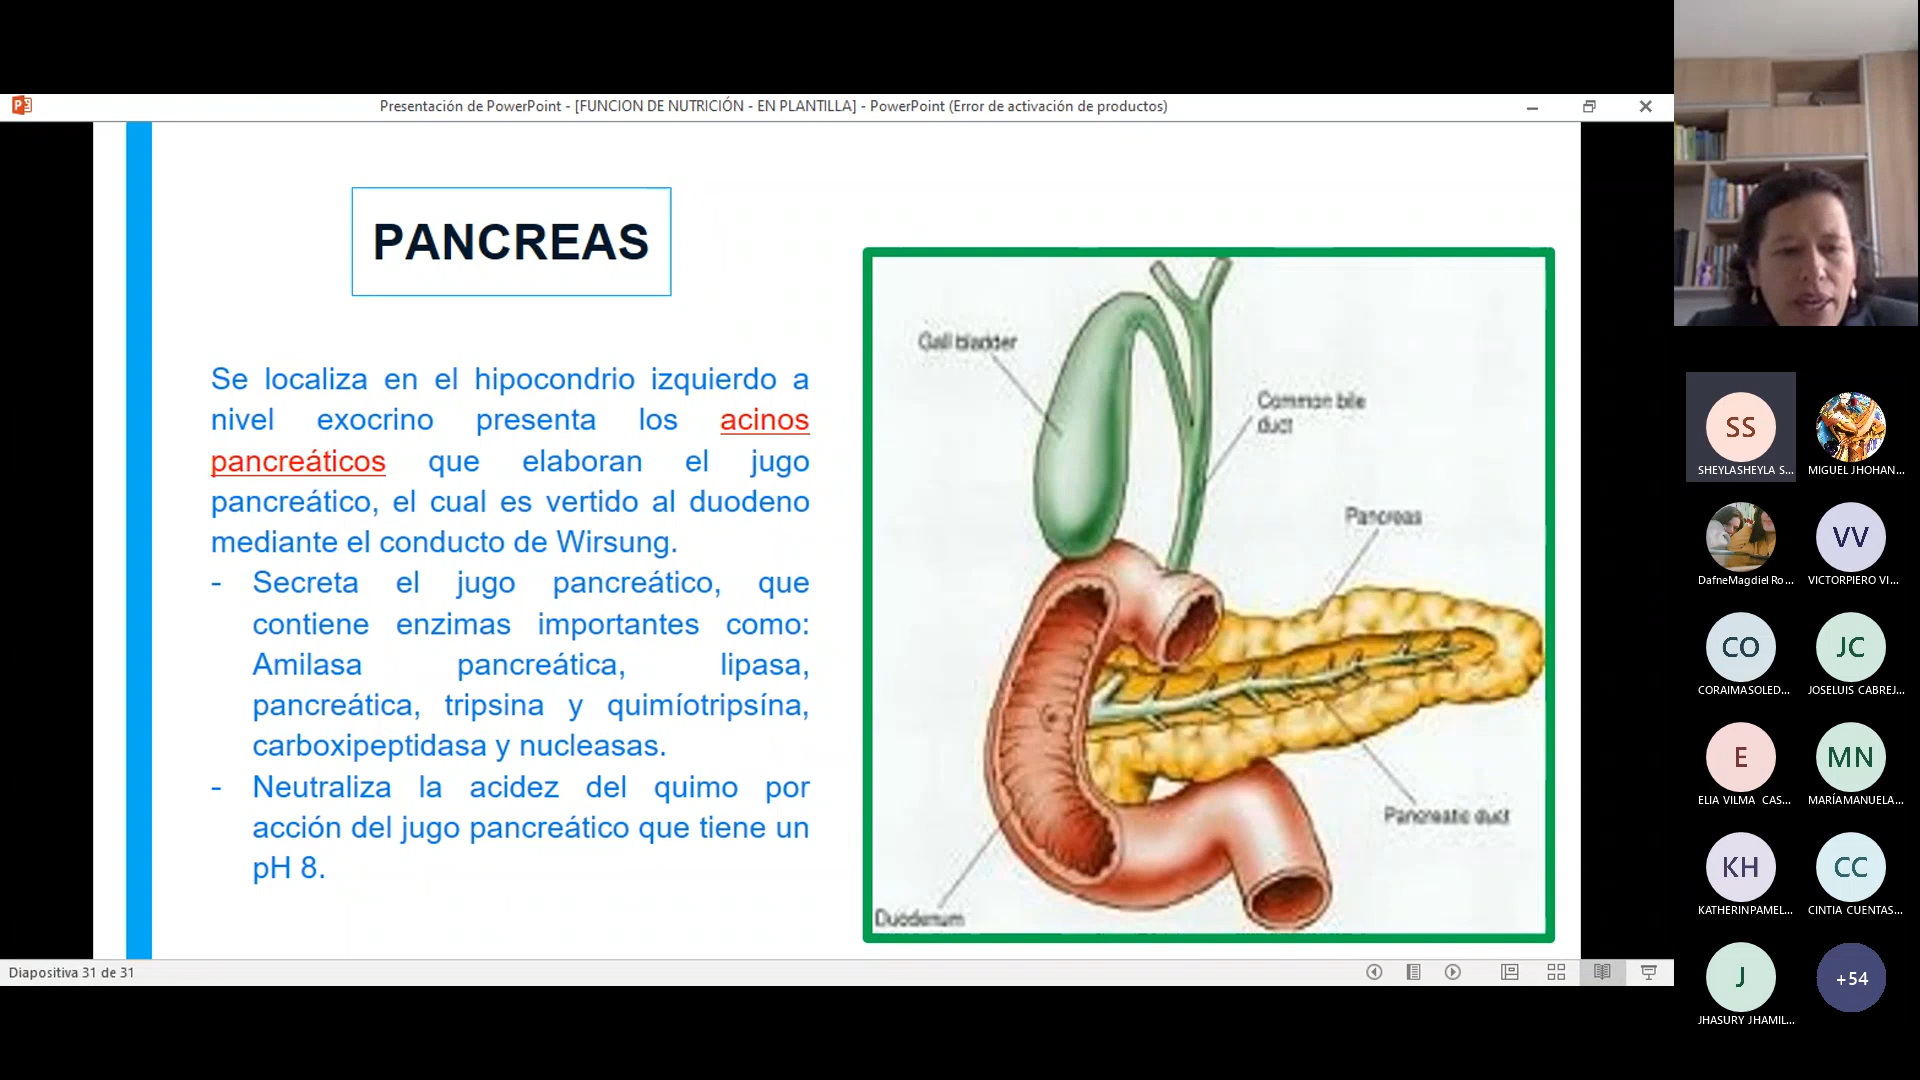 Presentación de PowerPoint - [FUNCION DE NUTRICIÓN - EN PLANTILLA] - PowerPoint (Error de activación de productos)
PANCREAS
Se localiza en el hipocondrio izquierdo a
nivel exocrino presenta los acinos
pancreáticos que elaboran el jugo
pancreático, el cual es vertido al duodeno
mediante el conducto de Wirsung.
- Secreta el jugo pancreático, que
contiene enzimas importantes como:
Amilasa pancreática, lipasa,
pancreática, tripsina y quimíotripsína,
carboxipeptidasa y nucleasas.
- Neutraliza la acidez del quimo por
acción del jugo pancreático que tiene un
pH 8.
Gall bladder
Common bile
duct
Pancreas
Pancreatic duct
Duodenum
Diapositiva 31 de 31
SS
SHEYLASHEYLA S...
MIGUEL JHOHAN...
DafneMagdiel Ro...
VV
VICTORPIERO VI...
CO
CORAIMASOLED...
JC
JOSELUIS CABREJ...
E
ELIA VILMA CAS...
MN
MARÍAMANUELA...
KH
KATHERINPAMEL...
CC
CINTIA CUENTAS...
J
JHASURY JHAMIL...
+54